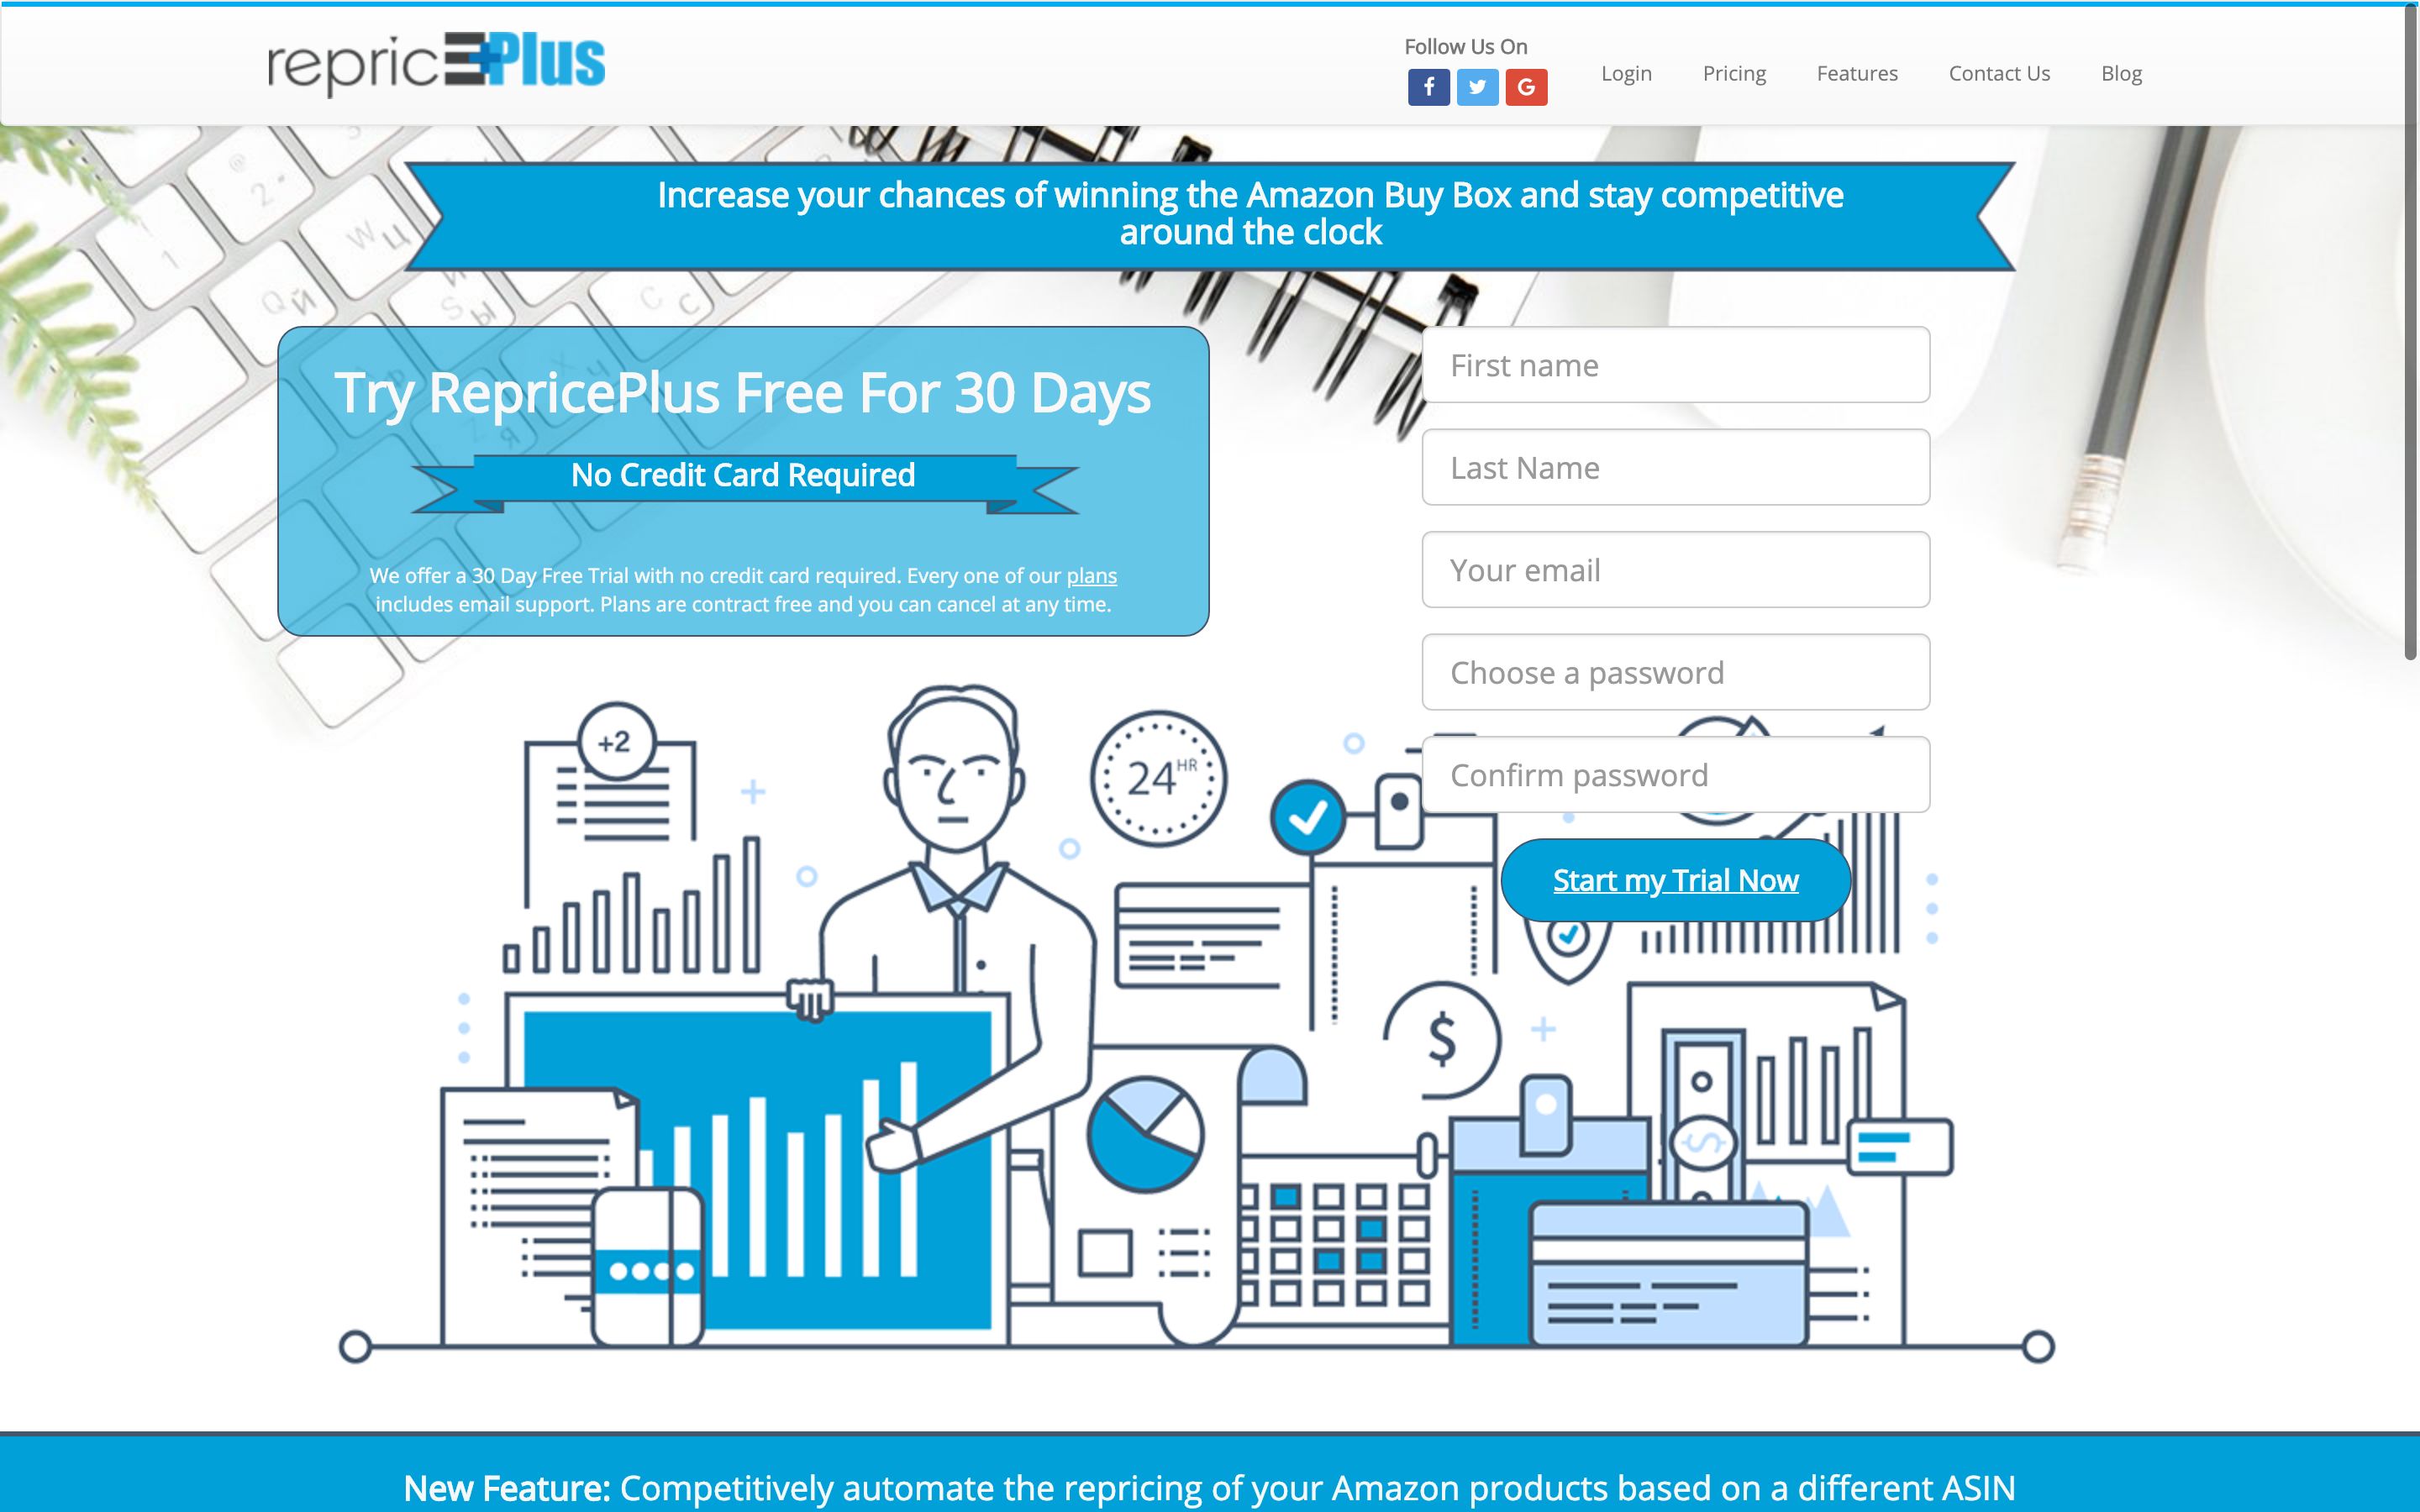 repricePlus
Follow Us On
Login
Pricing
Features
Contact Us
Blog
Increase your chances of winning the Amazon Buy Box and stay competitive
around the clock
Try RepricePlus Free For 30 Days
No Credit Card Required
We offer a 30 Day Free Trial with no credit card required. Every one of our plans
includes email support. Plans are contract free and you can cancel at any time.
First name
Last Name
Your email
Choose a password
Confirm password
Start my Trial Now
+2
24 HR
$
New Feature: Competitively automate the repricing of your Amazon products based on a different ASIN